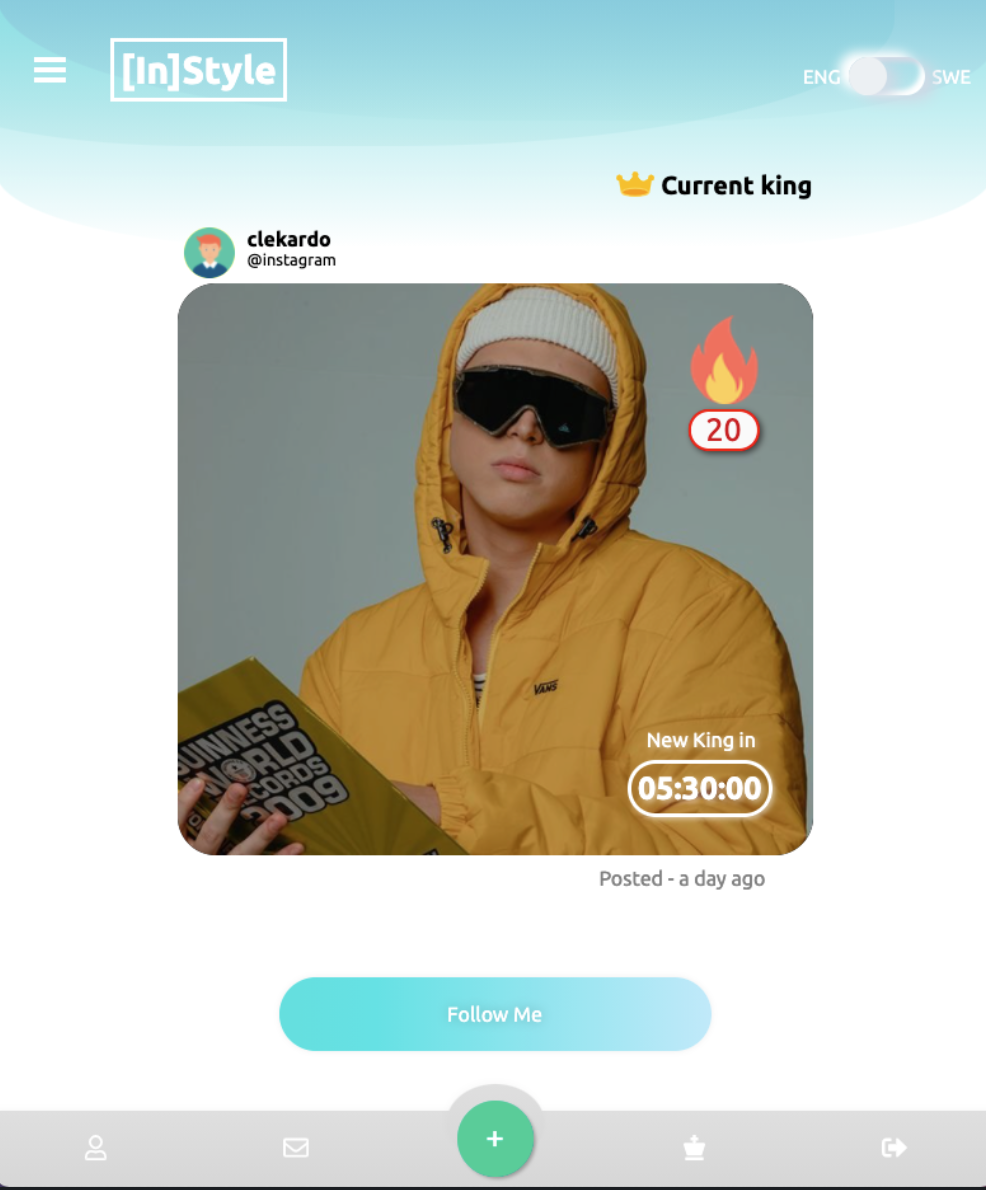 [In]Style
ENG SWE
Current king
clekardo
@instagram
20
VANS
GUINNESS
WORLD
RECORDS
2009
New King in
05:30:00
Posted - a day ago
Follow Me
+